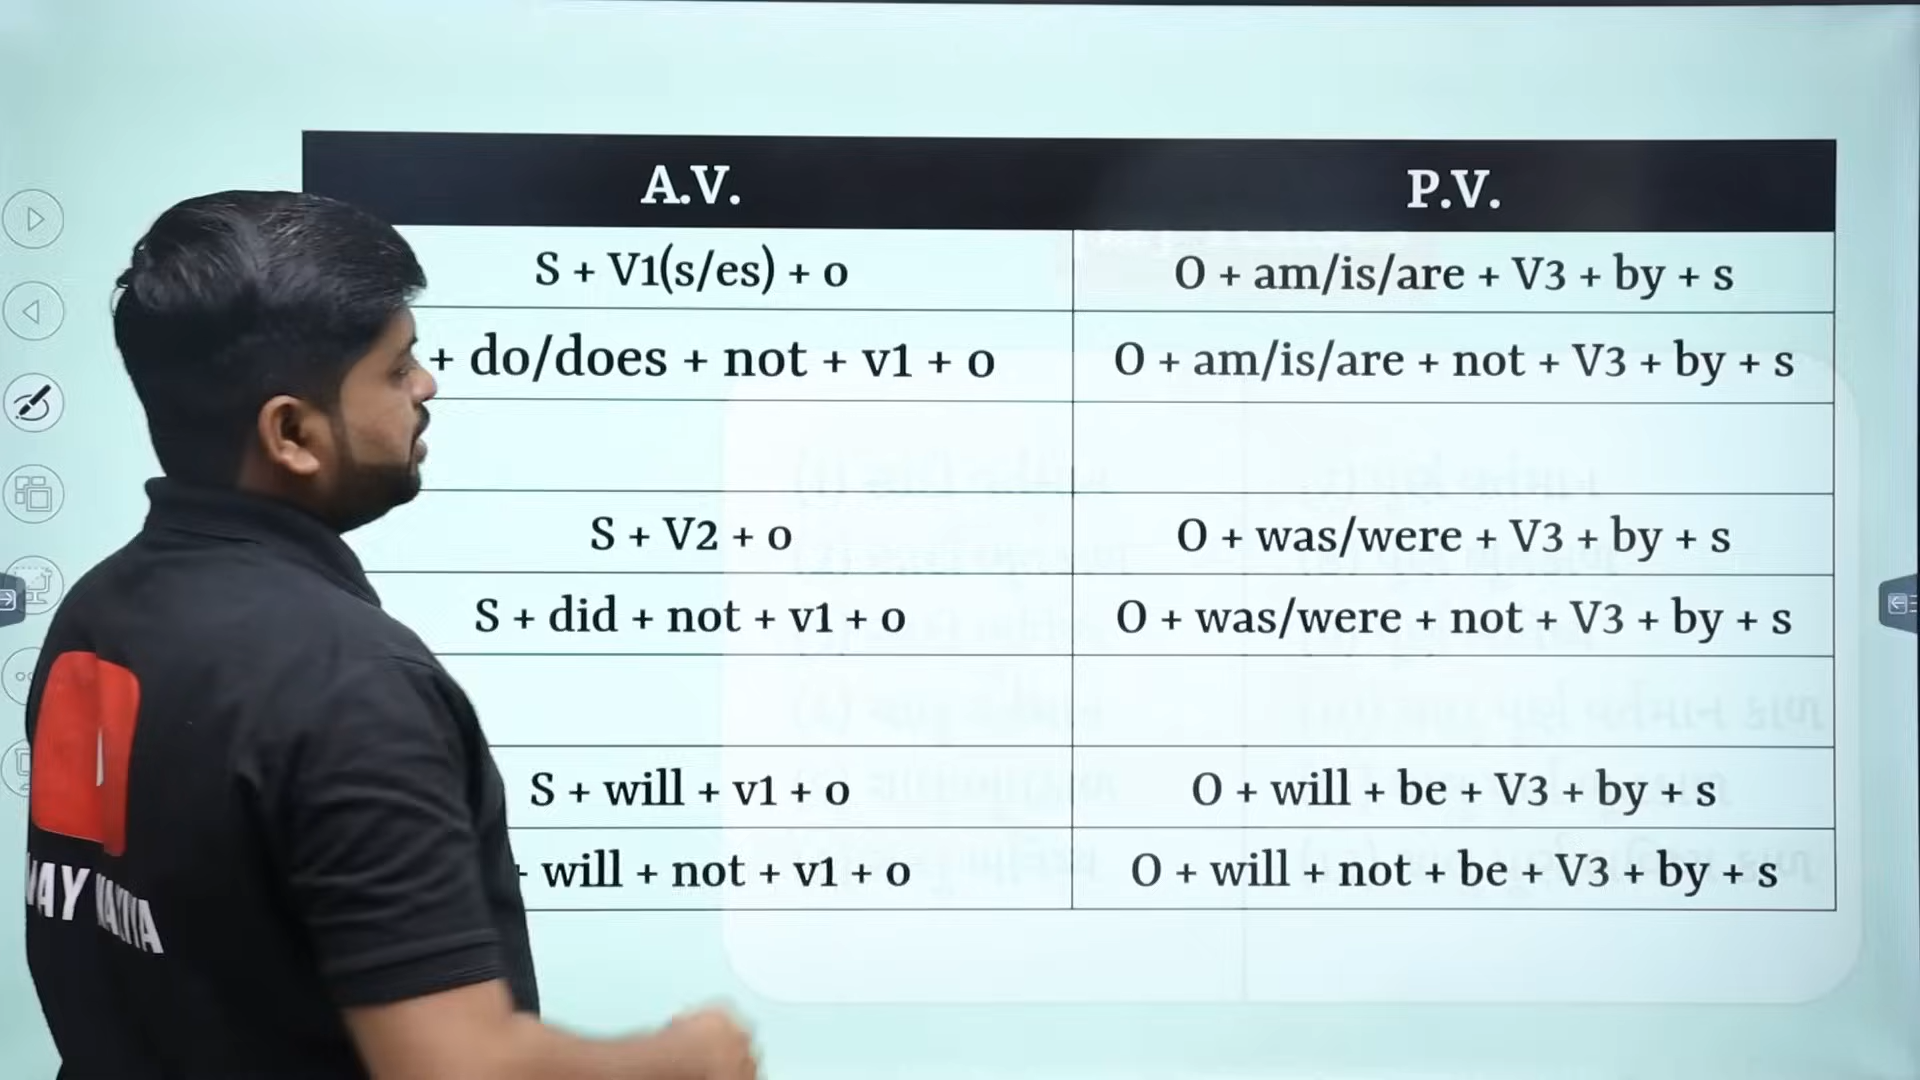 A.V. P.V.
S + V1(s/es) + o O + am/is/are + V3 + by + s
+ do/does + not + v1 + o O + am/is/are + not + V3 + by + s
S + V2 + o O + was/were + V3 + by + s
S + did + not + v1 + o O + was/were + not + V3 + by + s
S + will + v1 + o O + will + be + V3 + by + s
+ will + not + v1 + o O + will + not + be + V3 + by + s